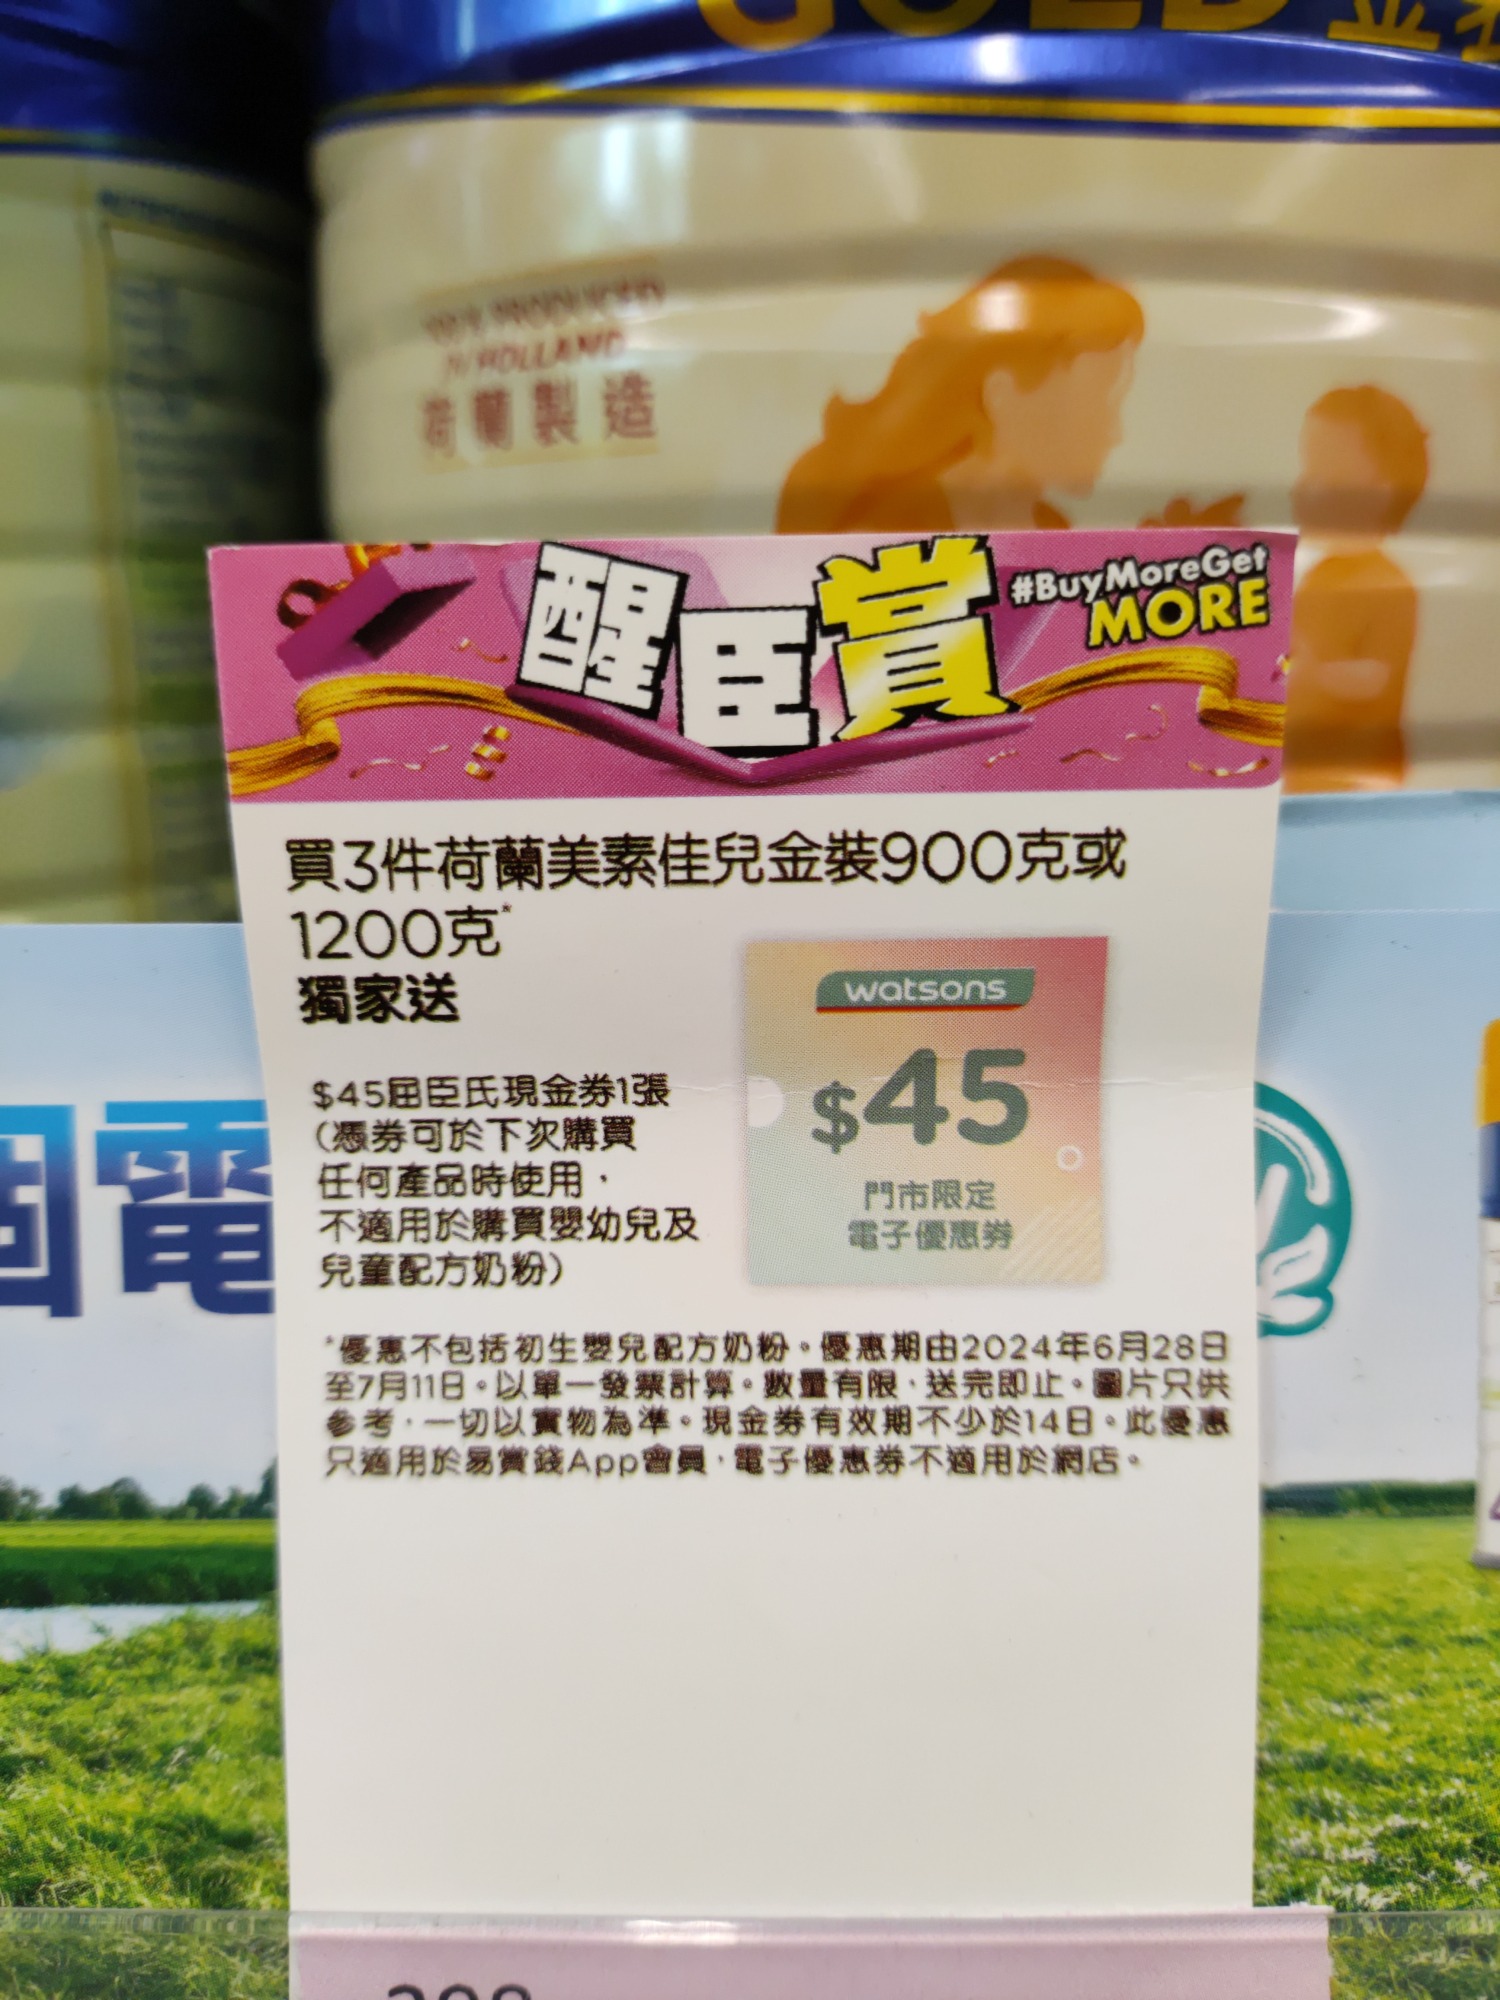 GOLD 金裝
100% PRODUCED
IN HOLLAND
荷蘭製造
醒臣賞
#BuyMoreGet
MORE
買3件荷蘭美素佳兒金裝900克或
1200克*
獨家送
$45屈臣氏現金券1張
(憑券可於下次購買
任何產品時使用，
不適用於購買嬰幼兒及
兒童配方奶粉)
watsons
$45
門市限定
電子優惠券
*優惠不包括初生嬰兒配方奶粉。優惠期由2024年6月28日
至7月11日。以單一發票計算。數量有限，送完即止。圖片只供
參考，一切以實物為準。現金券有效期不少於14日。此優惠
只適用於易賞錢App會員，電子優惠券不適用於網店。
個電